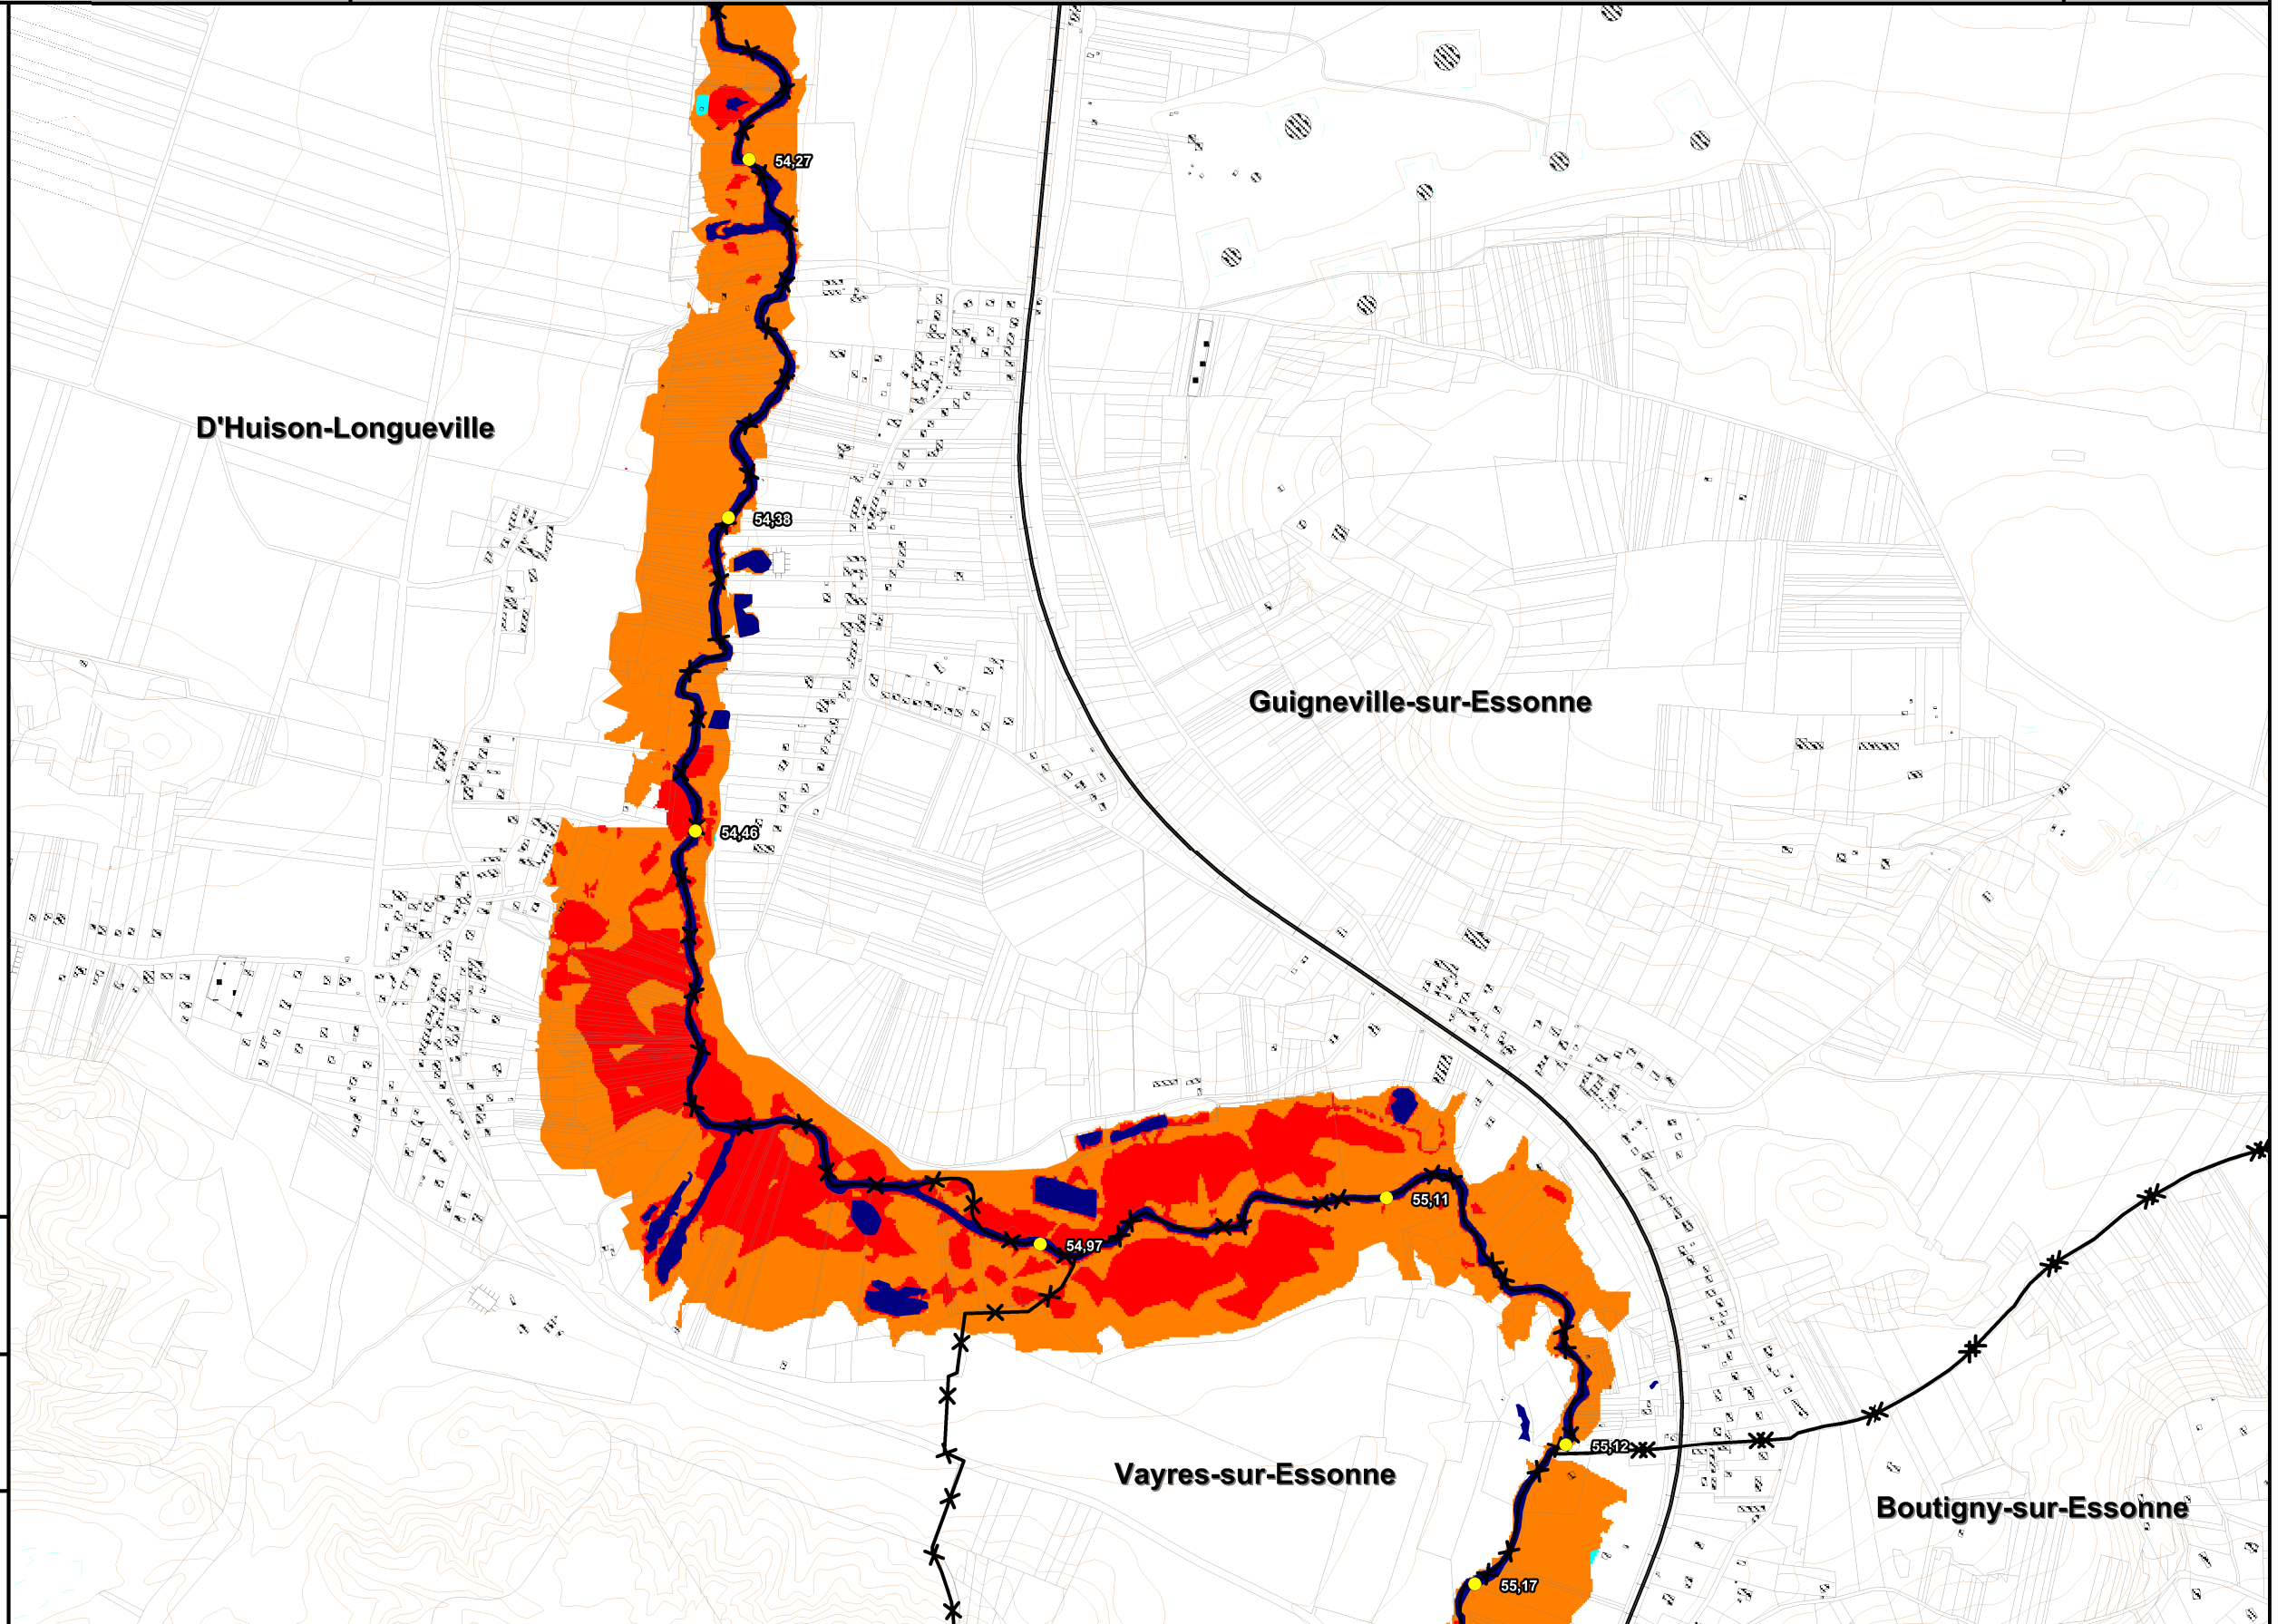 54,27
D'Huison-Longueville
54,38
Guigneville-sur-Essonne
54,46
55,11
54,97
55,12
Vayres-sur-Essonne
Boutigny-sur-Essonne
55,17